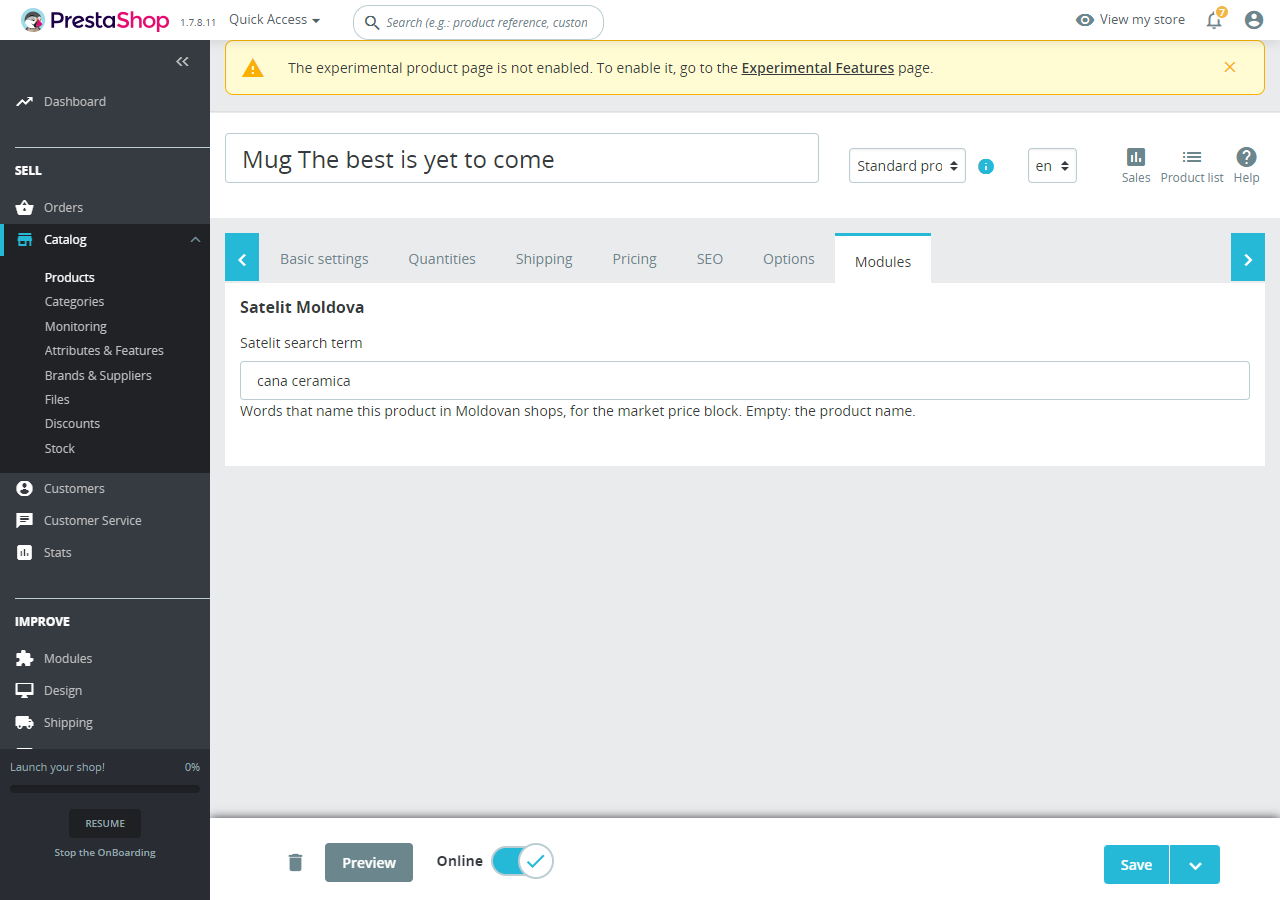 PrestaShop 1.7.8.11 Quick Access Search (e.g.: product reference, custon View my store 7
The experimental product page is not enabled. To enable it, go to the Experimental Features page.
Dashboard
SELL
Orders
Catalog
Products
Categories
Monitoring
Attributes & Features
Brands & Suppliers
Files
Discounts
Stock
Customers
Customer Service
Stats
IMPROVE
Modules
Design
Shipping
Launch your shop! 0%
RESUME
Stop the OnBoarding
Mug The best is yet to come
Standard pro
en
Sales
Product list
Help
Basic settings Quantities Shipping Pricing SEO Options Modules
Satelit Moldova
Satelit search term
cana ceramica
Words that name this product in Moldovan shops, for the market price block. Empty: the product name.
Preview Online Save